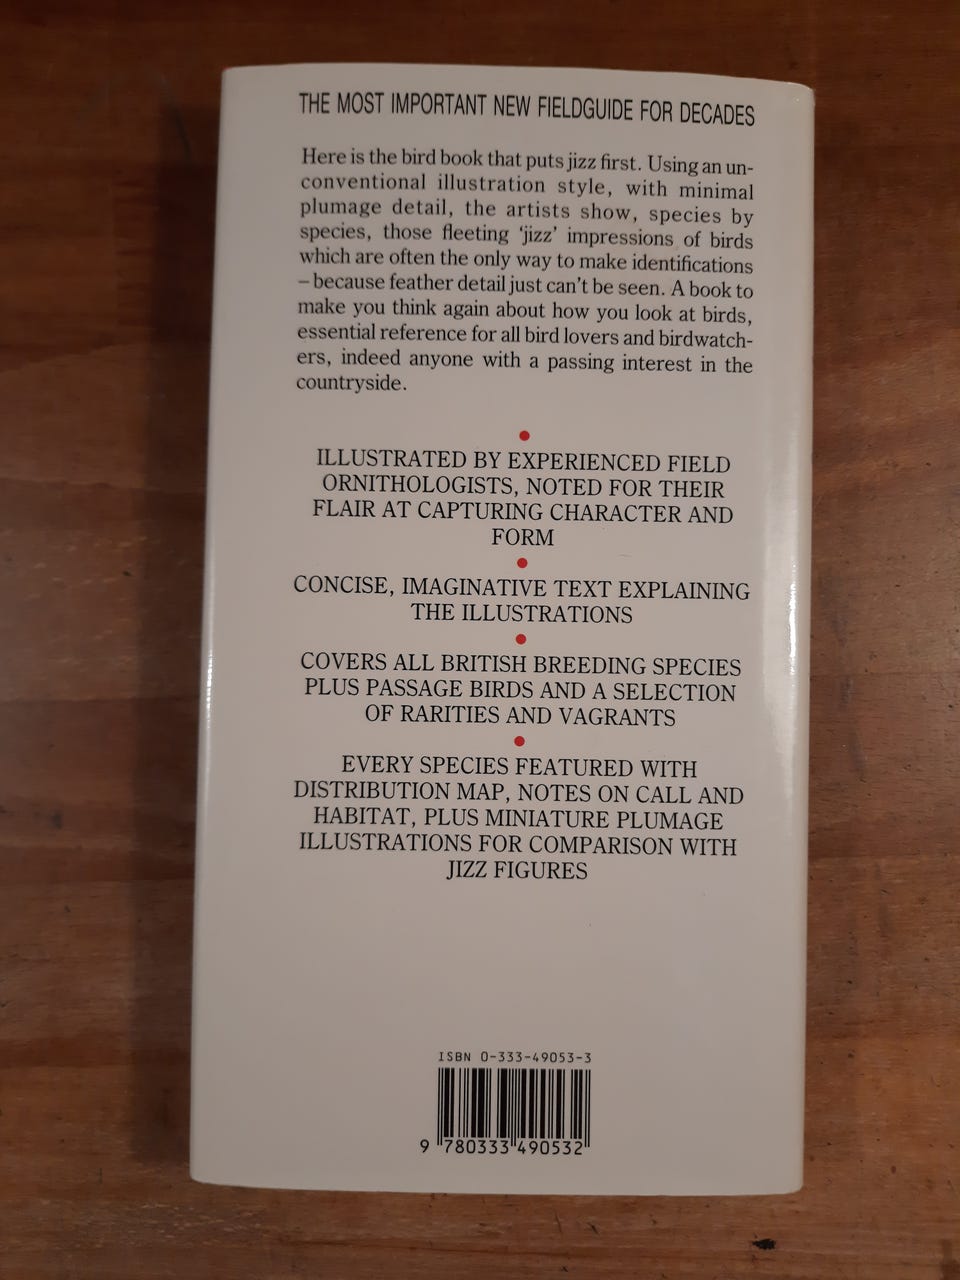 THE MOST IMPORTANT NEW FIELDGUIDE FOR DECADES
Here is the bird book that puts jizz first. Using an un-
conventional illustration style, with minimal
plumage detail, the artists show, species by
species, those fleeting ‘jizz’ impressions of birds
which are often the only way to make identifications
– because feather detail just can’t be seen. A book to
make you think again about how you look at birds,
essential reference for all bird lovers and birdwatch-
ers, indeed anyone with a passing interest in the
countryside.
ILLUSTRATED BY EXPERIENCED FIELD
ORNITHOLOGISTS, NOTED FOR THEIR
FLAIR AT CAPTURING CHARACTER AND
FORM
CONCISE, IMAGINATIVE TEXT EXPLAINING
THE ILLUSTRATIONS
COVERS ALL BRITISH BREEDING SPECIES
PLUS PASSAGE BIRDS AND A SELECTION
OF RARITIES AND VAGRANTS
EVERY SPECIES FEATURED WITH
DISTRIBUTION MAP, NOTES ON CALL AND
HABITAT, PLUS MINIATURE PLUMAGE
ILLUSTRATIONS FOR COMPARISON WITH
JIZZ FIGURES
ISBN 0-333-49053-3
9 780333 490532